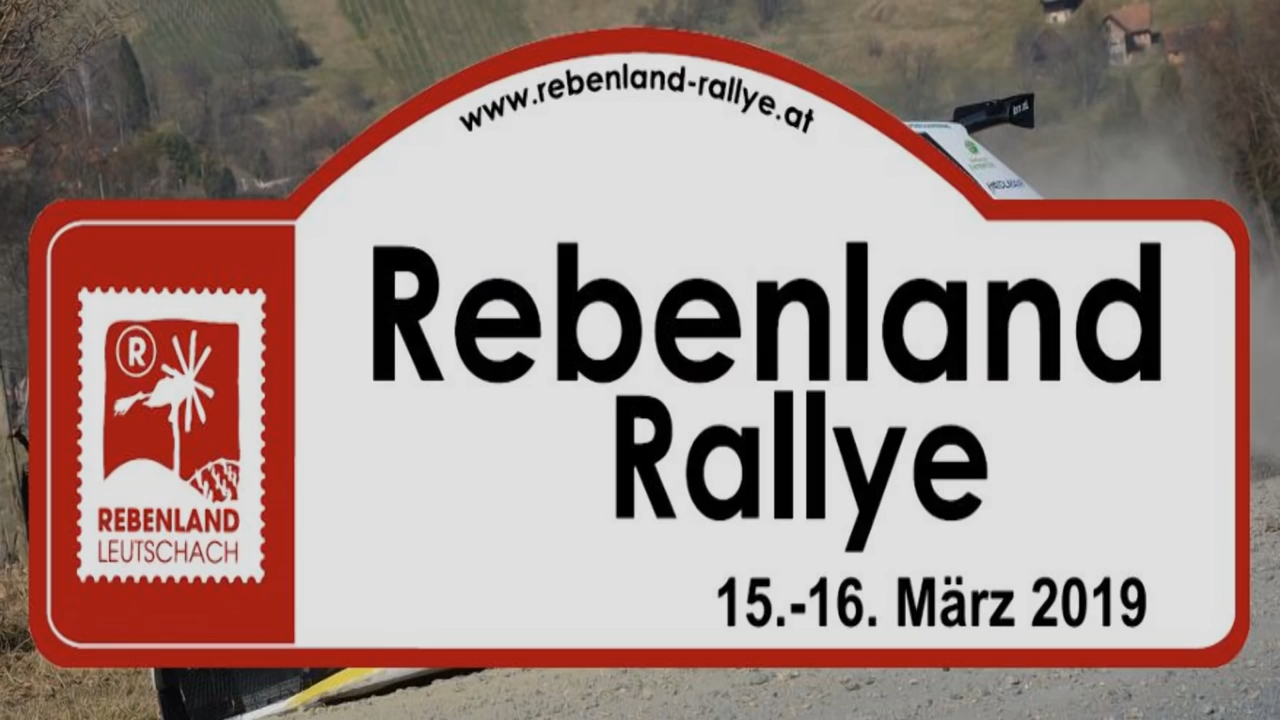 www.rebenland-rallye.at
Rebenland
Rallye
15.-16. März 2019
R
REBENLAND
LEUTSCHACH